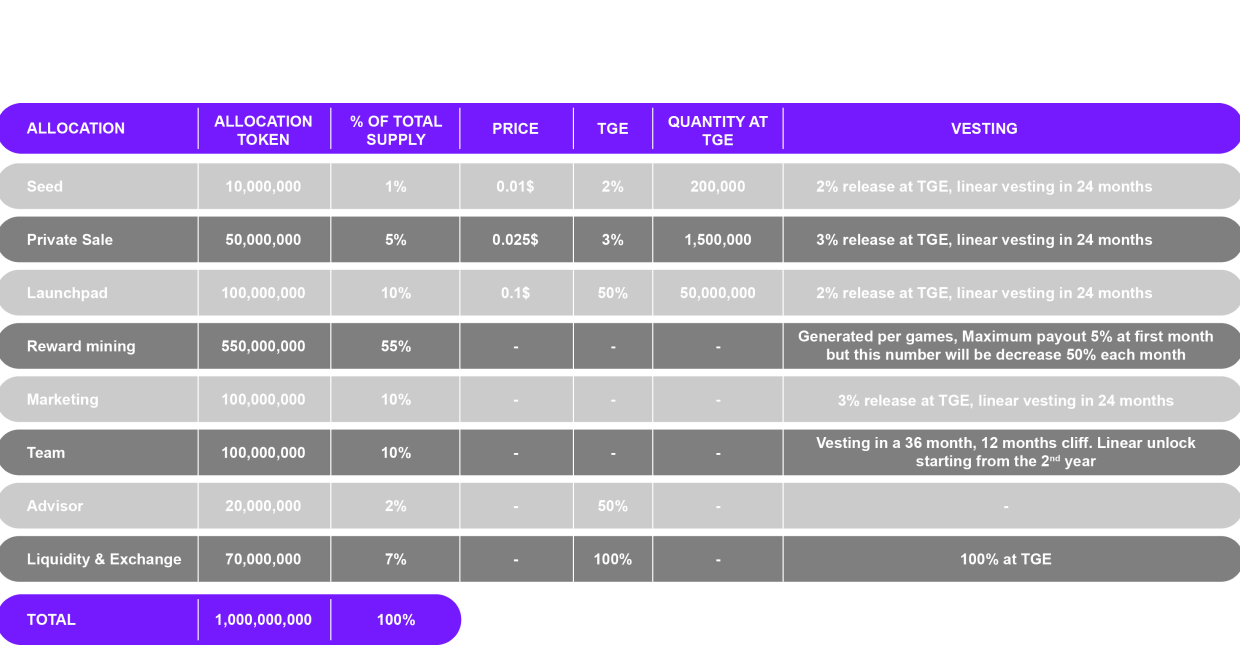 ALLOCATION ALLOCATION TOKEN % OF TOTAL SUPPLY PRICE TGE QUANTITY AT TGE VESTING
Seed 10,000,000 1% 0.01$ 2% 200,000 2% release at TGE, linear vesting in 24 months
Private Sale 50,000,000 5% 0.025$ 3% 1,500,000 3% release at TGE, linear vesting in 24 months
Launchpad 100,000,000 10% 0.1$ 50% 50,000,000 2% release at TGE, linear vesting in 24 months
Reward mining 550,000,000 55% - - - Generated per games, Maximum payout 5% at first month
but this number will be decrease 50% each month
Marketing 100,000,000 10% - - - 3% release at TGE, linear vesting in 24 months
Team 100,000,000 10% - - - Vesting in a 36 month, 12 months cliff. Linear unlock
starting from the 2nd year
Advisor 20,000,000 2% - 50% - -
Liquidity & Exchange 70,000,000 7% - 100% - 100% at TGE
TOTAL 1,000,000,000 100%